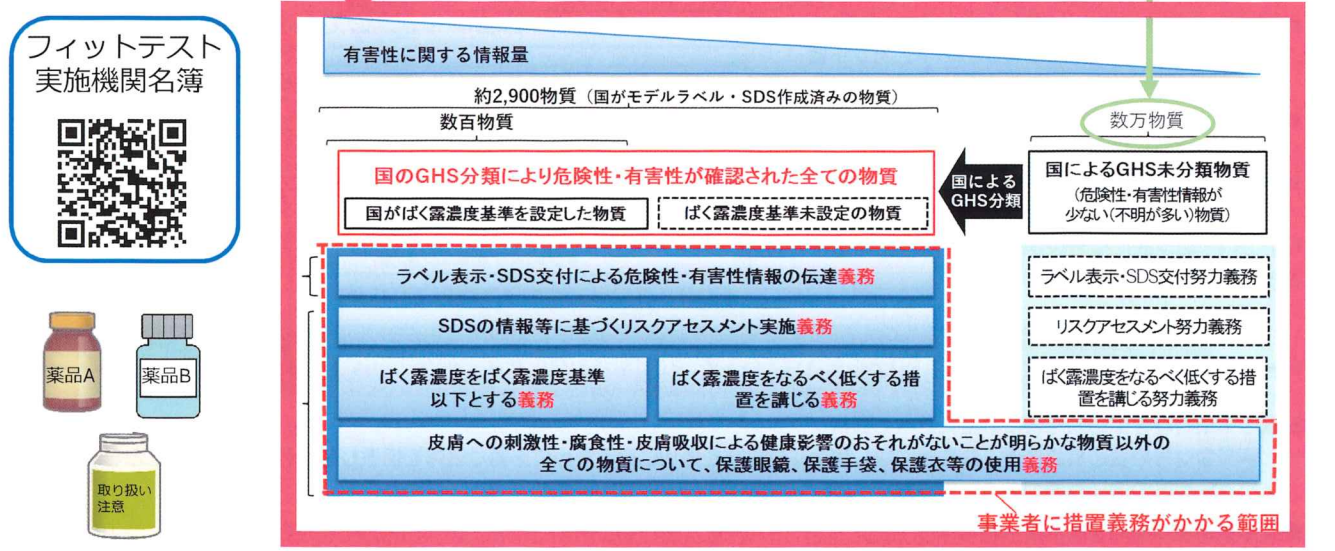 フィットテスト
実施機関名簿
薬品A
薬品B
取り扱い
注意
有害性に関する情報量
約2,900物質（国がモデルラベル・SDS作成済みの物質）
数百物質
数万物質
国のGHS分類により危険性・有害性が確認された全ての物質
国がばく露濃度基準を設定した物質
ばく露濃度基準未設定の物質
国による
GHS分類
国によるGHS未分類物質
(危険性・有害性情報が
少ない(不明が多い)物質)
ラベル表示・SDS交付による危険性・有害性情報の伝達義務
ラベル表示・SDS交付努力義務
SDSの情報等に基づくリスクアセスメント実施義務
リスクアセスメント努力義務
ばく露濃度をばく露濃度基準
以下とする義務
ばく露濃度をなるべく低くする措
置を講じる義務
ばく露濃度をなるべく低くする措
置を講じる努力義務
皮膚への刺激性・腐食性・皮膚吸収による健康影響のおそれがないことが明らかな物質以外の
全ての物質について、保護眼鏡、保護手袋、保護衣等の使用義務
事業者に措置義務がかかる範囲